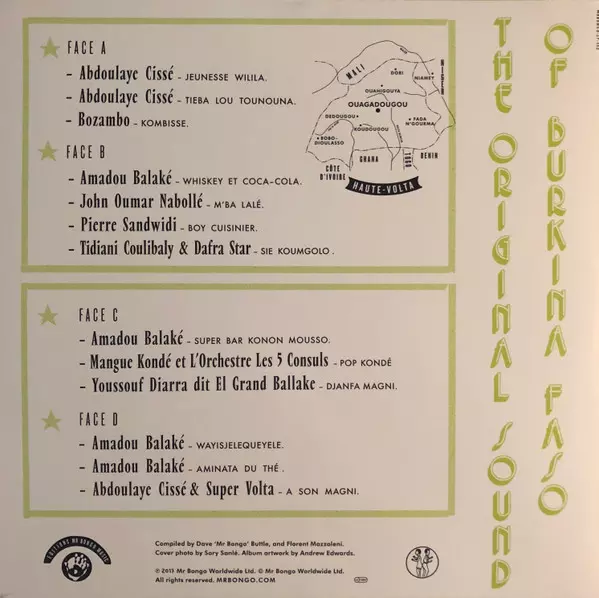 FACE A
– Abdoulaye Cissé – JEUNESSE WILILA.
– Abdoulaye Cissé – TIEBA LOU TOUNOUNA.
– Bozambo – KOMBISSE.
FACE B
– Amadou Balaké – WHISKEY ET COCA-COLA.
– John Oumar Nabollé – M'BA LALÉ.
– Pierre Sandwidi – BOY CUISINIER.
– Tidiani Coulibaly & Dafra Star – SIE KOUMGOLO .
MALI
NIGER
DORI
NIAMEY
OUAHIGOUYA
OUAGADOUGOU
DEDOUGOU
FADA
N'GOURMA
KOUDOUGOU
BOBO-
DIOULASSO
GHANA
TOGO
BENIN
CÔTE
D'IVOIRE
HAUTE-VOLTA
FACE C
– Amadou Balaké – SUPER BAR KONON MOUSSO.
– Mangue Kondé et L'Orchestre Les 5 Consuls – POP KONDÉ
– Youssouf Diarra dit El Grand Ballake – DJANFA MAGNI.
FACE D
– Amadou Balaké – WAYISJELEQUEYELE.
– Amadou Balaké – AMINATA DU THÉ .
– Abdoulaye Cissé & Super Volta – A SON MAGNI.
THE ORIGINAL SOUND
OF BURKINA FASO
EDITIONS MR BONGO MUSIC
Compiled by Dave 'Mr Bongo' Buttle, and Florent Mazzoleni.
Cover photo by Sory Sanlé. Album artwork by Andrew Edwards.
℗ 2015 Mr Bongo Worldwide Ltd. © Mr Bongo Worldwide Ltd.
All rights reserved. MRBONGO.COM